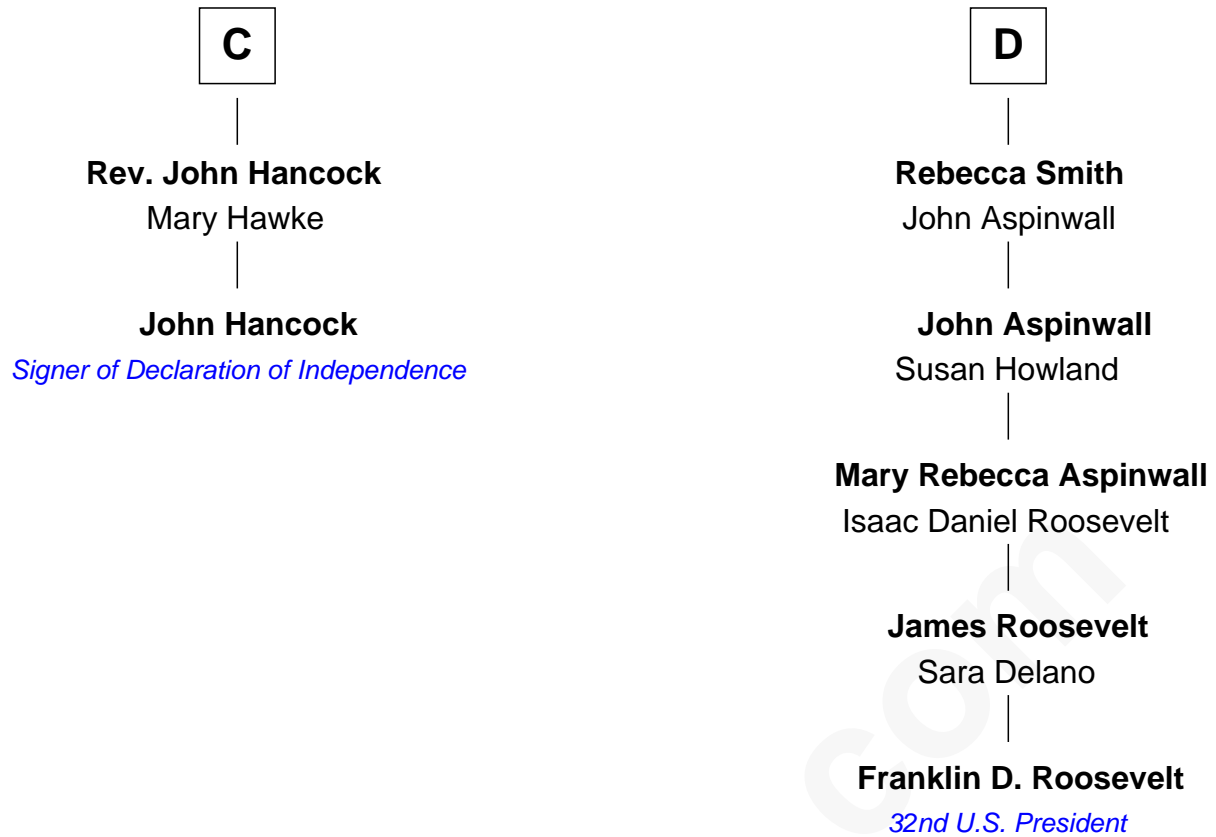 C
Rev. John Hancock
Mary Hawke
John Hancock
Signer of Declaration of Independence
D
Rebecca Smith
John Aspinwall
John Aspinwall
Susan Howland
Mary Rebecca Aspinwall
Isaac Daniel Roosevelt
James Roosevelt
Sara Delano
Franklin D. Roosevelt
32nd U.S. President
com